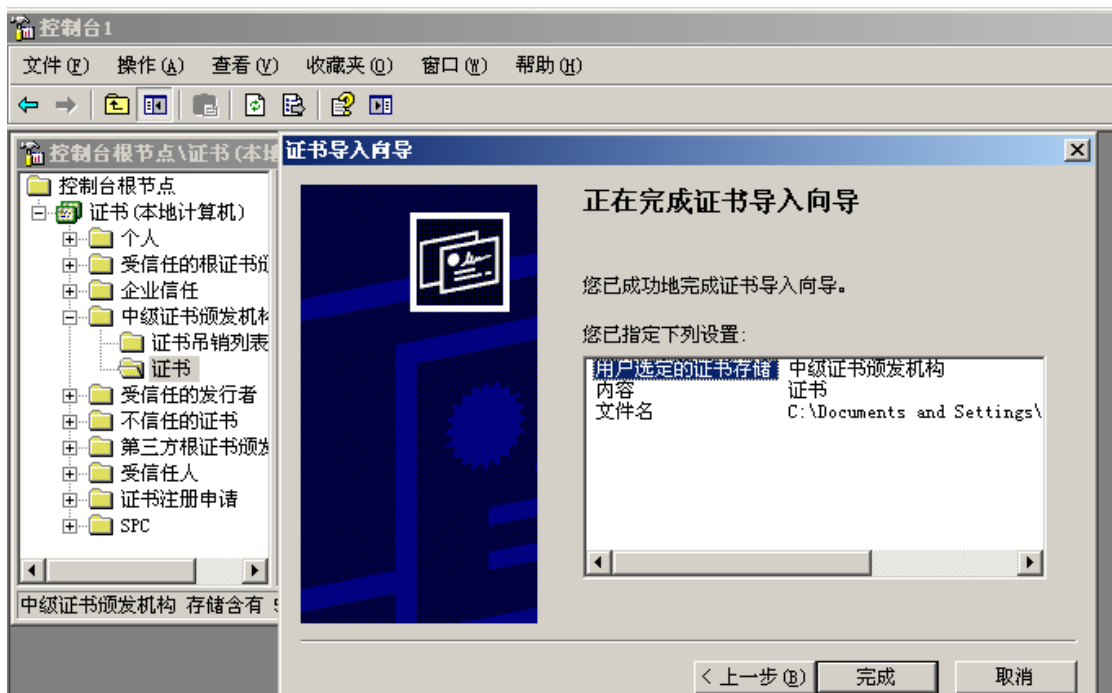 控制台1
文件(F) 操作(A) 查看(V) 收藏夹(O) 窗口(W) 帮助(H)
控制台根节点\证书(本地
控制台根节点
证书(本地计算机)
个人
受信任的根证书颁
企业信任
中级证书颁发机构
证书吊销列表
证书
受信任的发行者
不信任的证书
第三方根证书颁发
受信任人
证书注册申请
SPC
中级证书颁发机构 存储含有
证书导入向导
正在完成证书导入向导
您已成功地完成证书导入向导。
您已指定下列设置:
用户选定的证书存储 中级证书颁发机构
内容 证书
文件名 C:\Documents and Settings\
< 上一步(B) 完成 取消